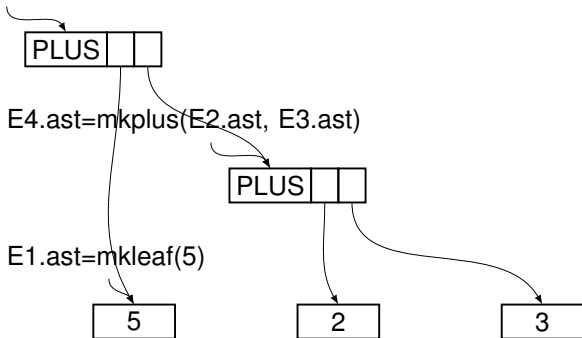 PLUS
E4.ast=mkplus(E2.ast, E3.ast)
PLUS
E1.ast=mkleaf(5)
5 2 3